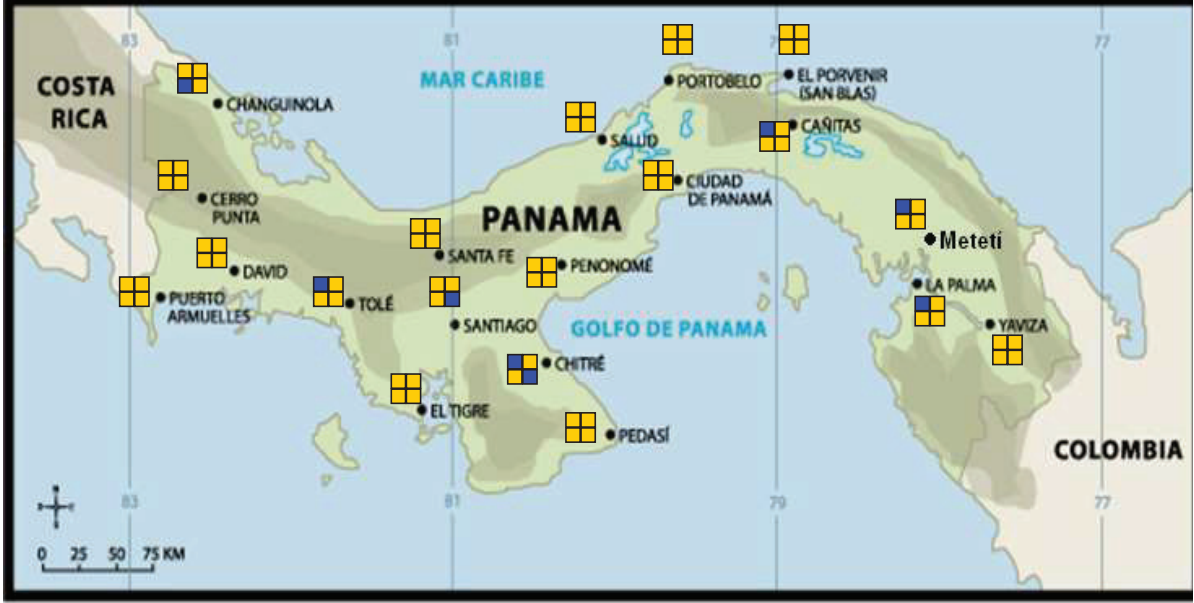 83
81
79
77
COSTA
RICA
MAR CARIBE
CHANGUINOLA
PORTOBELO
EL PORVENIR
(SAN BLAS)
SALUD
CAÑITAS
CERRO
PUNTA
CIUDAD
DE PANAMÁ
PANAMA
Metetí
SANTA FE
PENONOMÉ
DAVID
PUERTO
ARMUELLES
TOLÉ
SANTIAGO
GOLFO DE PANAMA
LA PALMA
YAVIZA
CHITRÉ
EL TIGRE
PEDASÍ
COLOMBIA
83
81
79
77
0 25 50 75 KM